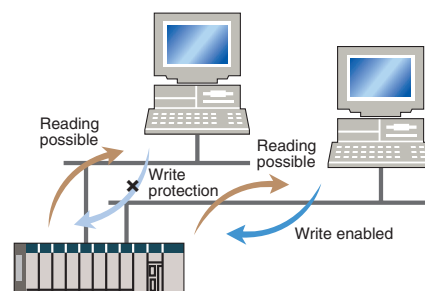 Reading
possible
Write
protection
Reading
possible
Write enabled